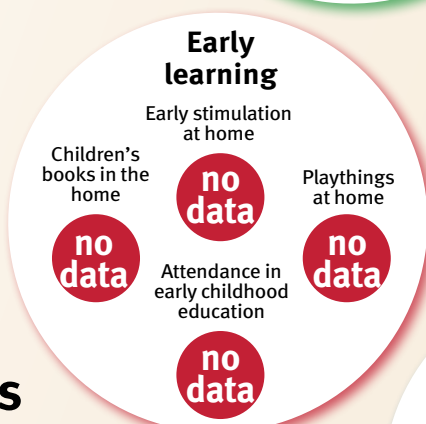 Early
learning
Early stimulation
at home
no
data
Children's
books in the
home
no
data
Playthings
at home
no
data
Attendance in
early childhood
education
no
data
s